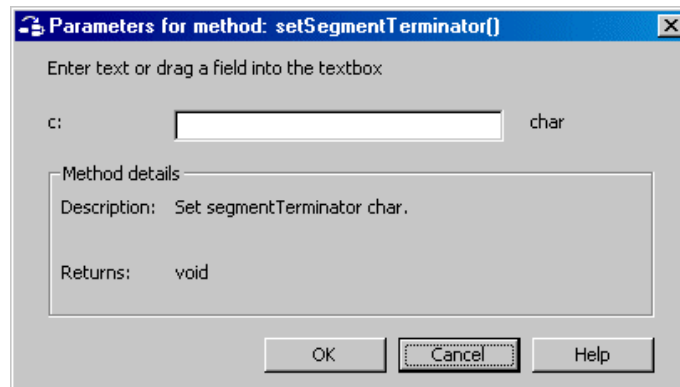 Parameters for method: setSegmentTerminator()
Enter text or drag a field into the textbox
c: char
Method details
Description: Set segmentTerminator char.
Returns: void
OK Cancel Help